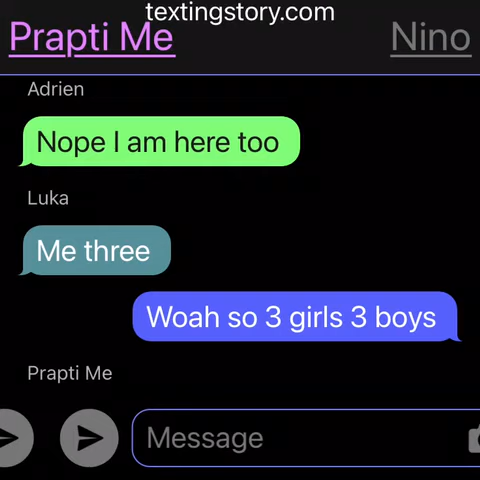 textingstory.com
Prapti Me Nino
Adrien
Nope I am here too
Luka
Me three
Woah so 3 girls 3 boys
Prapti Me
Message